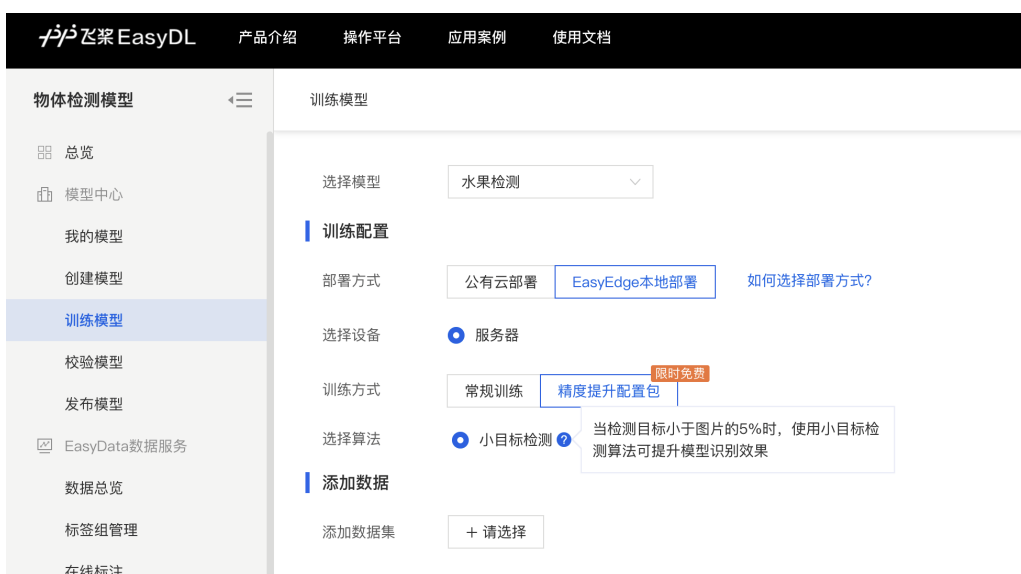 飞桨EasyDL 产品介绍 操作平台 应用案例 使用文档
物体检测模型
训练模型
总览
模型中心
我的模型
创建模型
训练模型
校验模型
发布模型
EasyData数据服务
数据总览
标签组管理
在线标注
选择模型 水果检测
训练配置
部署方式 公有云部署 EasyEdge本地部署 如何选择部署方式?
选择设备 服务器
限时免费
训练方式 常规训练 精度提升配置包
选择算法 小目标检测 ?
当检测目标小于图片的5%时，使用小目标检
测算法可提升模型识别效果
添加数据
添加数据集 + 请选择